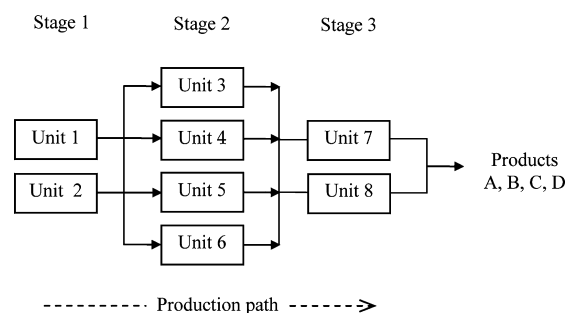 Stage 1
Stage 2
Stage 3
Unit 3
Unit 1
Unit 4
Unit 7
Unit 2
Unit 5
Unit 8
Unit 6
Products
A, B, C, D
Production path